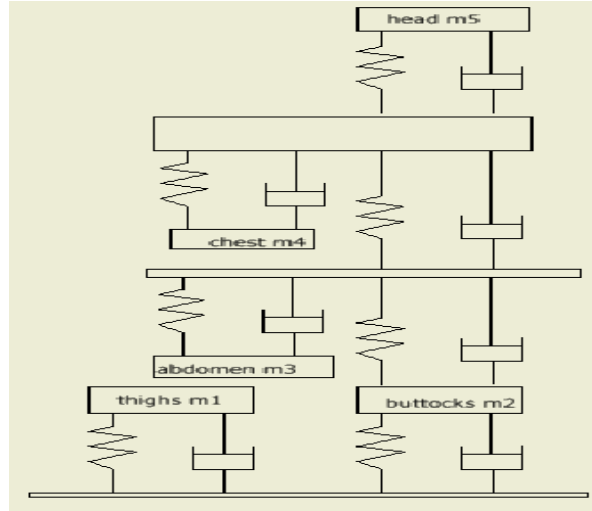 head m5
chest m4
abdomen m3
thighs m1
buttocks m2